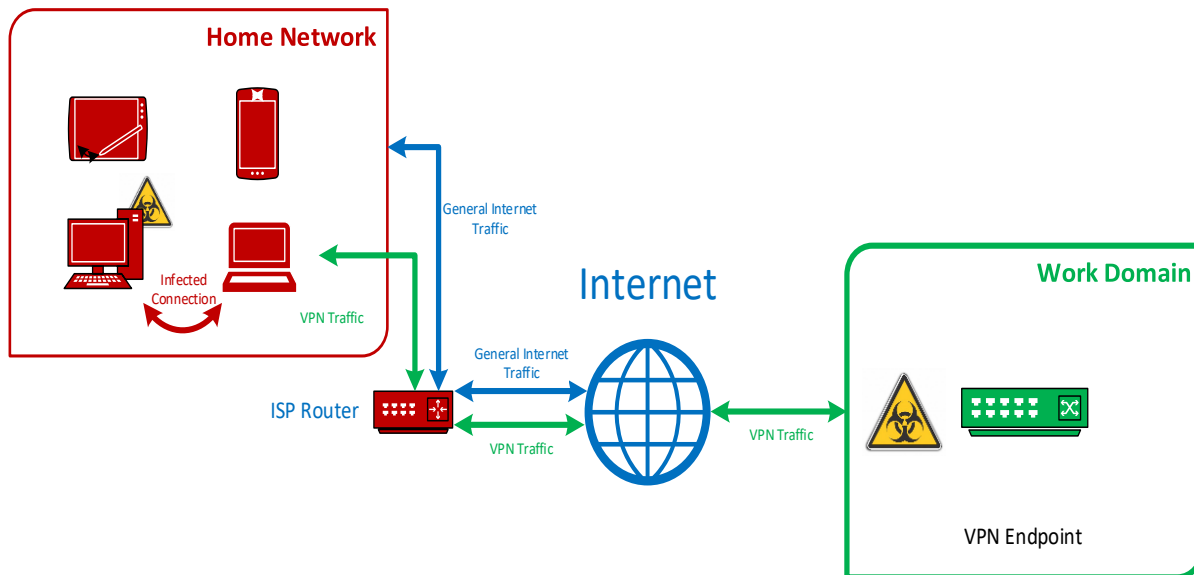 Home Network
General Internet
Traffic
Infected
Connection
VPN Traffic
Internet
Work Domain
General Internet
Traffic
ISP Router
VPN Traffic
VPN Traffic
VPN Endpoint